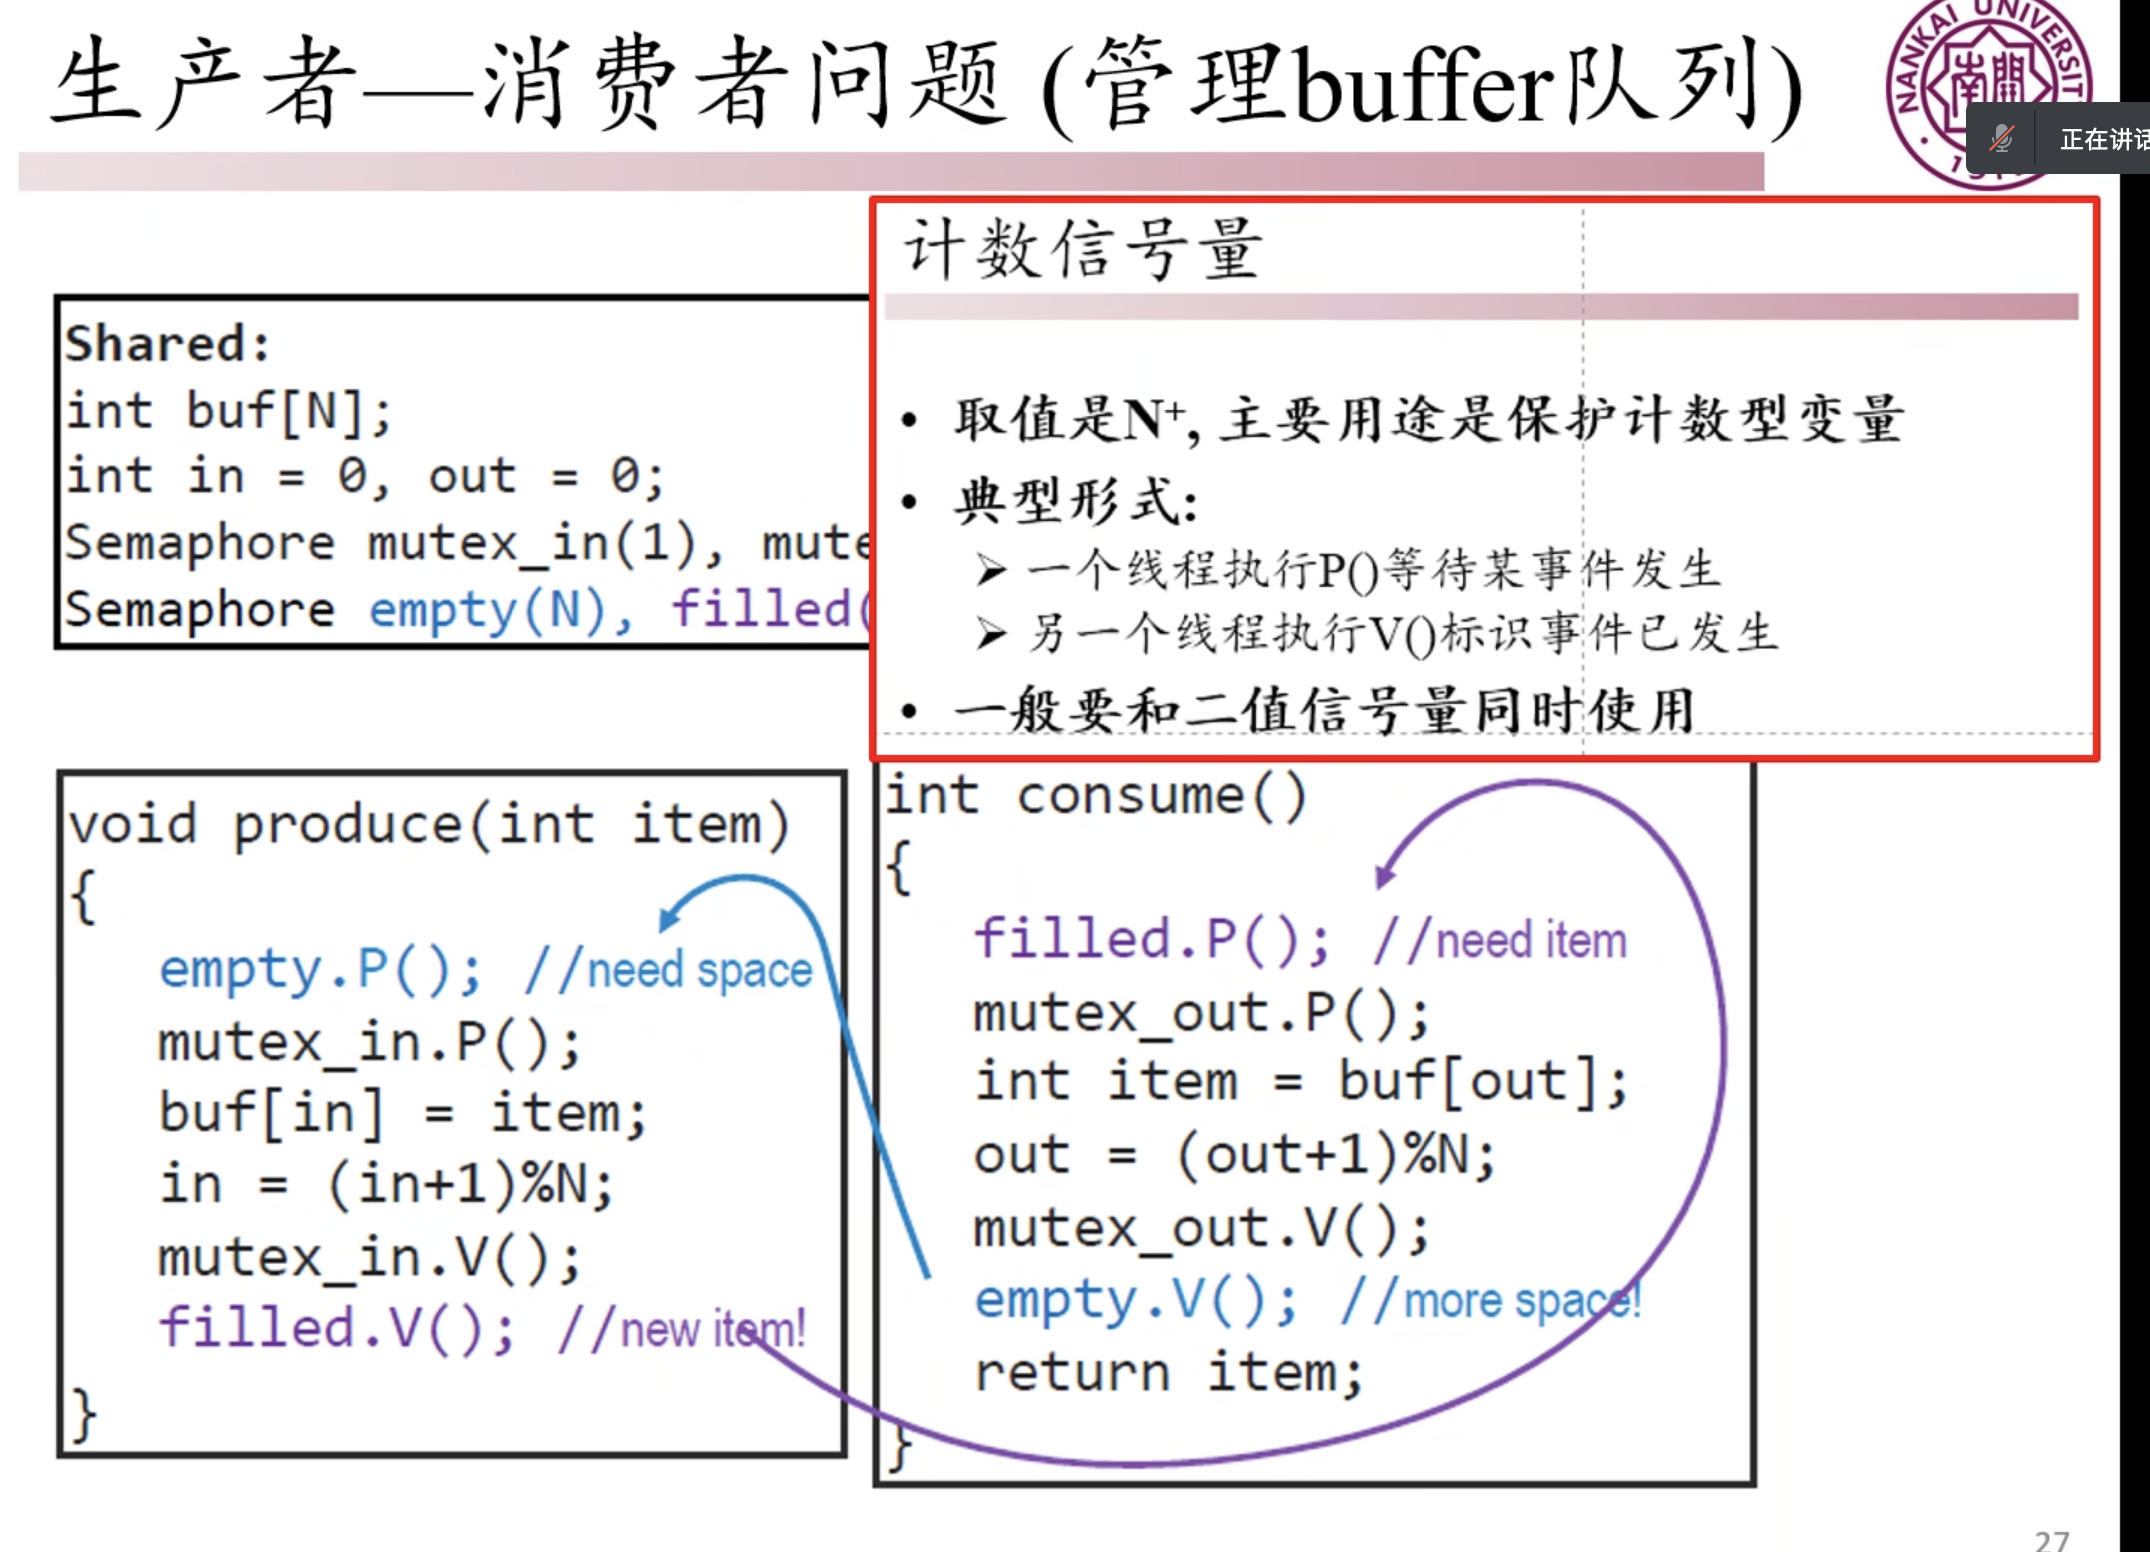 生产者—消费者问题 (管理buffer队列)
NANKAI UNIVERSIT
南開
正在讲话
Shared:
int buf[N];
int in = 0, out = 0;
Semaphore mutex_in(1), mute
Semaphore empty(N), filled(
计数信号量
• 取值是N⁺, 主要用途是保护计数型变量
• 典型形式:
➢ 一个线程执行P()等待某事件发生
➢ 另一个线程执行V()标识事件已发生
• 一般要和二值信号量同时使用
void produce(int item)
{
empty.P(); //need space
mutex_in.P();
buf[in] = item;
in = (in+1)%N;
mutex_in.V();
filled.V(); //new item!
}
int consume()
{
filled.P(); //need item
mutex_out.P();
int item = buf[out];
out = (out+1)%N;
mutex_out.V();
empty.V(); //more space!
return item;
}
27